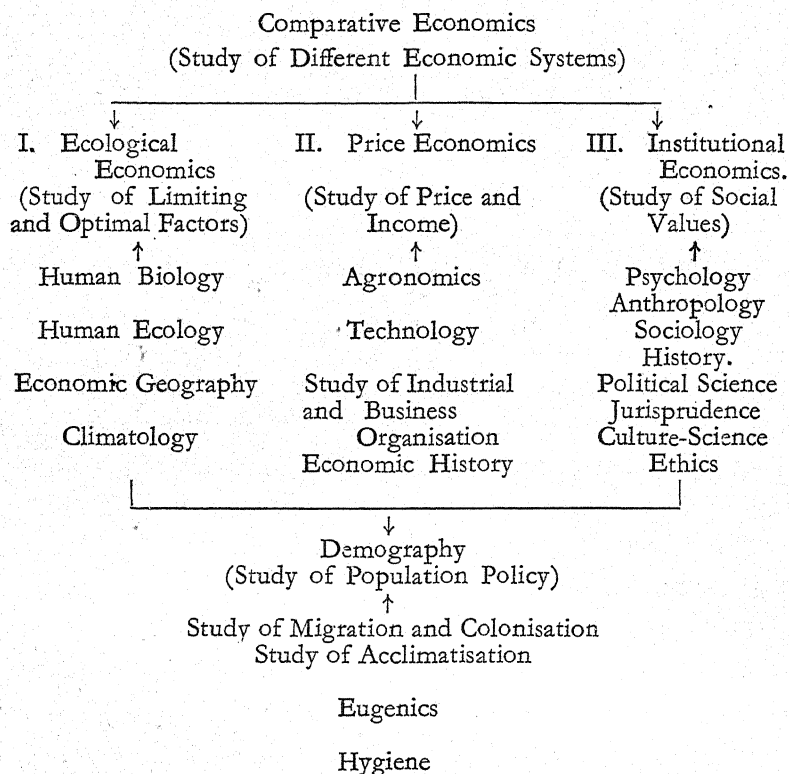 Comparative Economics
(Study of Different Economic Systems)
I. Ecological Economics
(Study of Limiting and Optimal Factors)
Human Biology
Human Ecology
Economic Geography
Climatology
II. Price Economics
(Study of Price and Income)
Agronomics
Technology
Study of Industrial and Business Organisation
Economic History
III. Institutional Economics.
(Study of Social Values)
Psychology
Anthropology
Sociology
History.
Political Science
Jurisprudence
Culture-Science
Ethics
Demography
(Study of Population Policy)
Study of Migration and Colonisation
Study of Acclimatisation
Eugenics
Hygiene